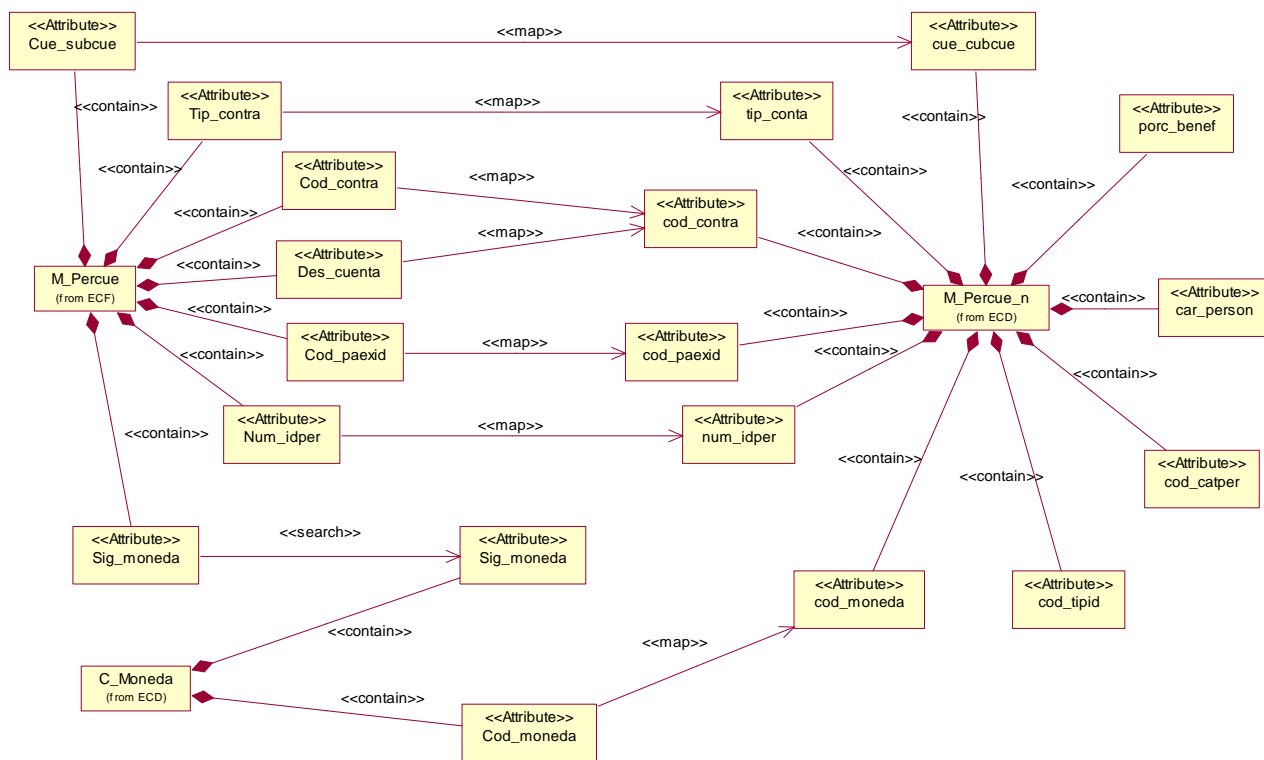 <<Attribute>>
Cue_subcue
<<map>>
<<Attribute>>
cue_cubcue
<<contain>>
<<Attribute>>
Tip_contra
<<map>>
<<Attribute>>
tip_conta
<<contain>>
<<Attribute>>
porc_benef
<<contain>>
<<Attribute>>
Cod_contra
<<map>>
<<contain>>
<<contain>>
<<contain>>
<<Attribute>>
cod_contra
<<contain>>
<<Attribute>>
Des_cuenta
<<map>>
<<contain>>
<<contain>>
M_Percue
(from ECF)
M_Percue_n
(from ECD)
<<contain>>
<<Attribute>>
car_person
<<contain>>
<<Attribute>>
Cod_paexid
<<map>>
<<Attribute>>
cod_paexid
<<contain>>
<<contain>>
<<contain>>
<<Attribute>>
Num_idper
<<map>>
<<Attribute>>
num_idper
<<contain>>
<<contain>>
<<contain>>
<<contain>>
<<Attribute>>
cod_catper
<<Attribute>>
Sig_moneda
<<search>>
<<Attribute>>
Sig_moneda
<<Attribute>>
cod_moneda
<<Attribute>>
cod_tipid
<<contain>>
<<map>>
C_Moneda
(from ECD)
<<contain>>
<<Attribute>>
Cod_moneda